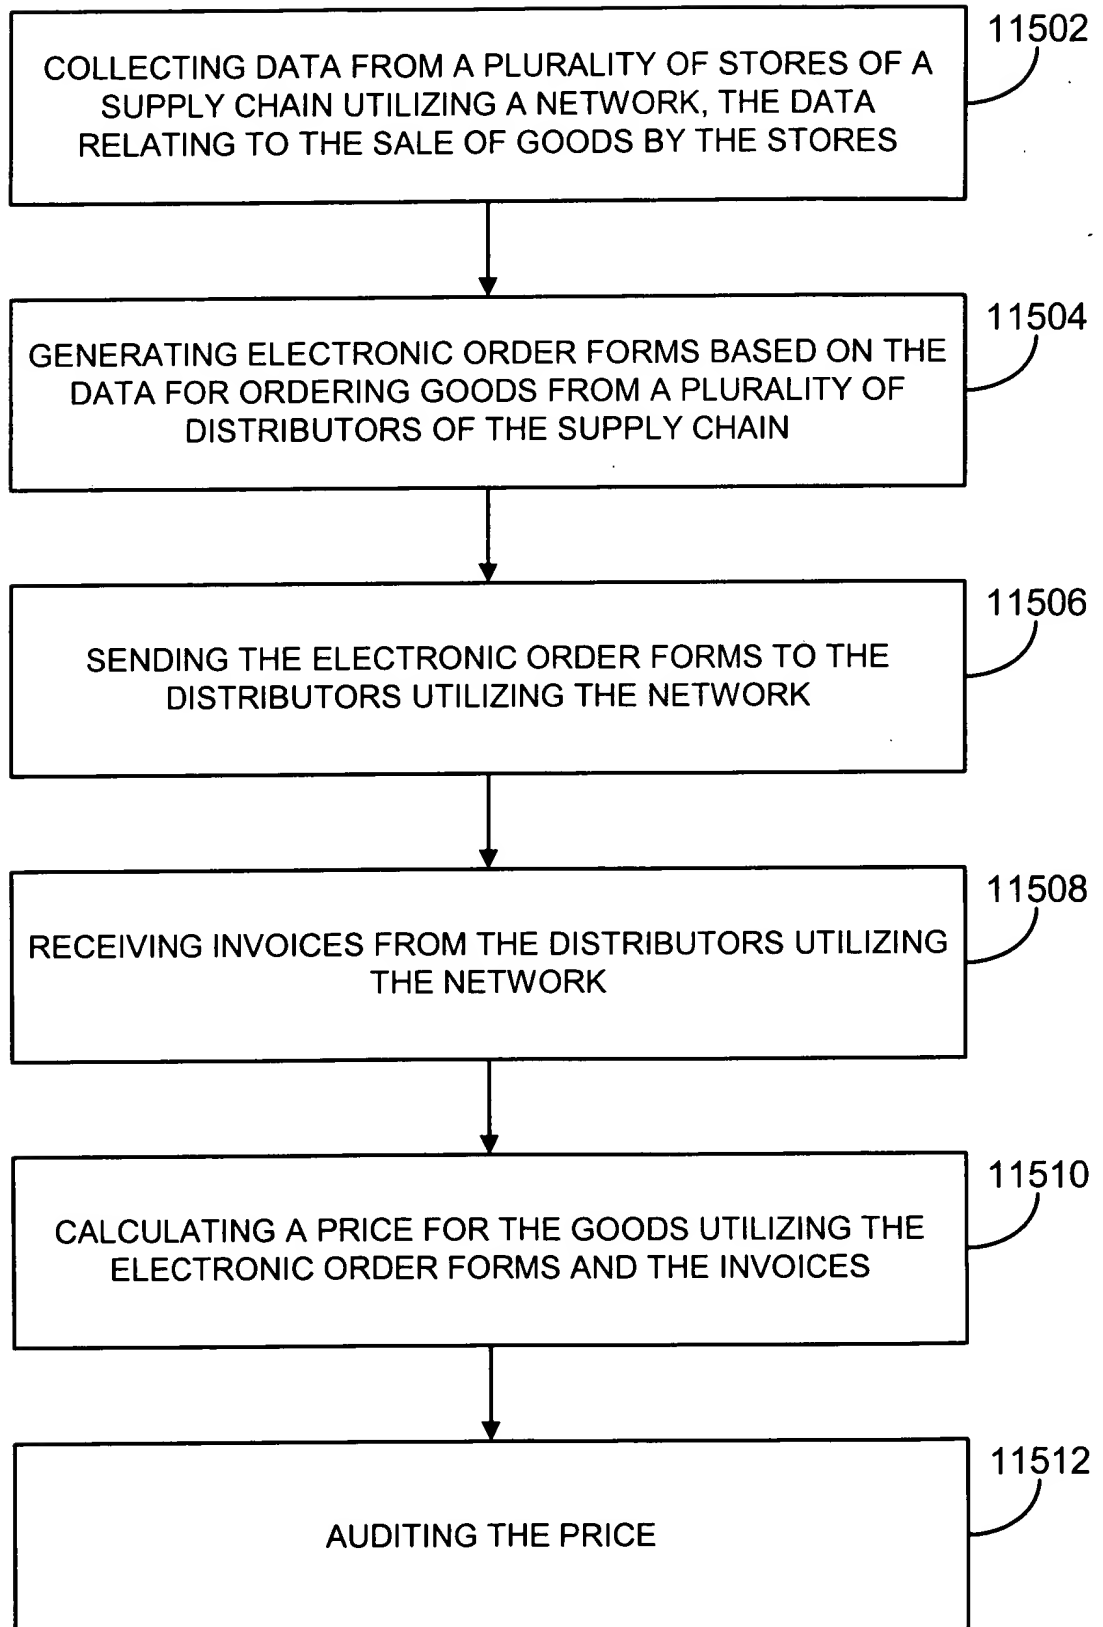 11502
COLLECTING DATA FROM A PLURALITY OF STORES OF A
SUPPLY CHAIN UTILIZING A NETWORK, THE DATA
RELATING TO THE SALE OF GOODS BY THE STORES
11504
GENERATING ELECTRONIC ORDER FORMS BASED ON THE
DATA FOR ORDERING GOODS FROM A PLURALITY OF
DISTRIBUTORS OF THE SUPPLY CHAIN
11506
SENDING THE ELECTRONIC ORDER FORMS TO THE
DISTRIBUTORS UTILIZING THE NETWORK
11508
RECEIVING INVOICES FROM THE DISTRIBUTORS UTILIZING
THE NETWORK
11510
CALCULATING A PRICE FOR THE GOODS UTILIZING THE
ELECTRONIC ORDER FORMS AND THE INVOICES
11512
AUDITING THE PRICE